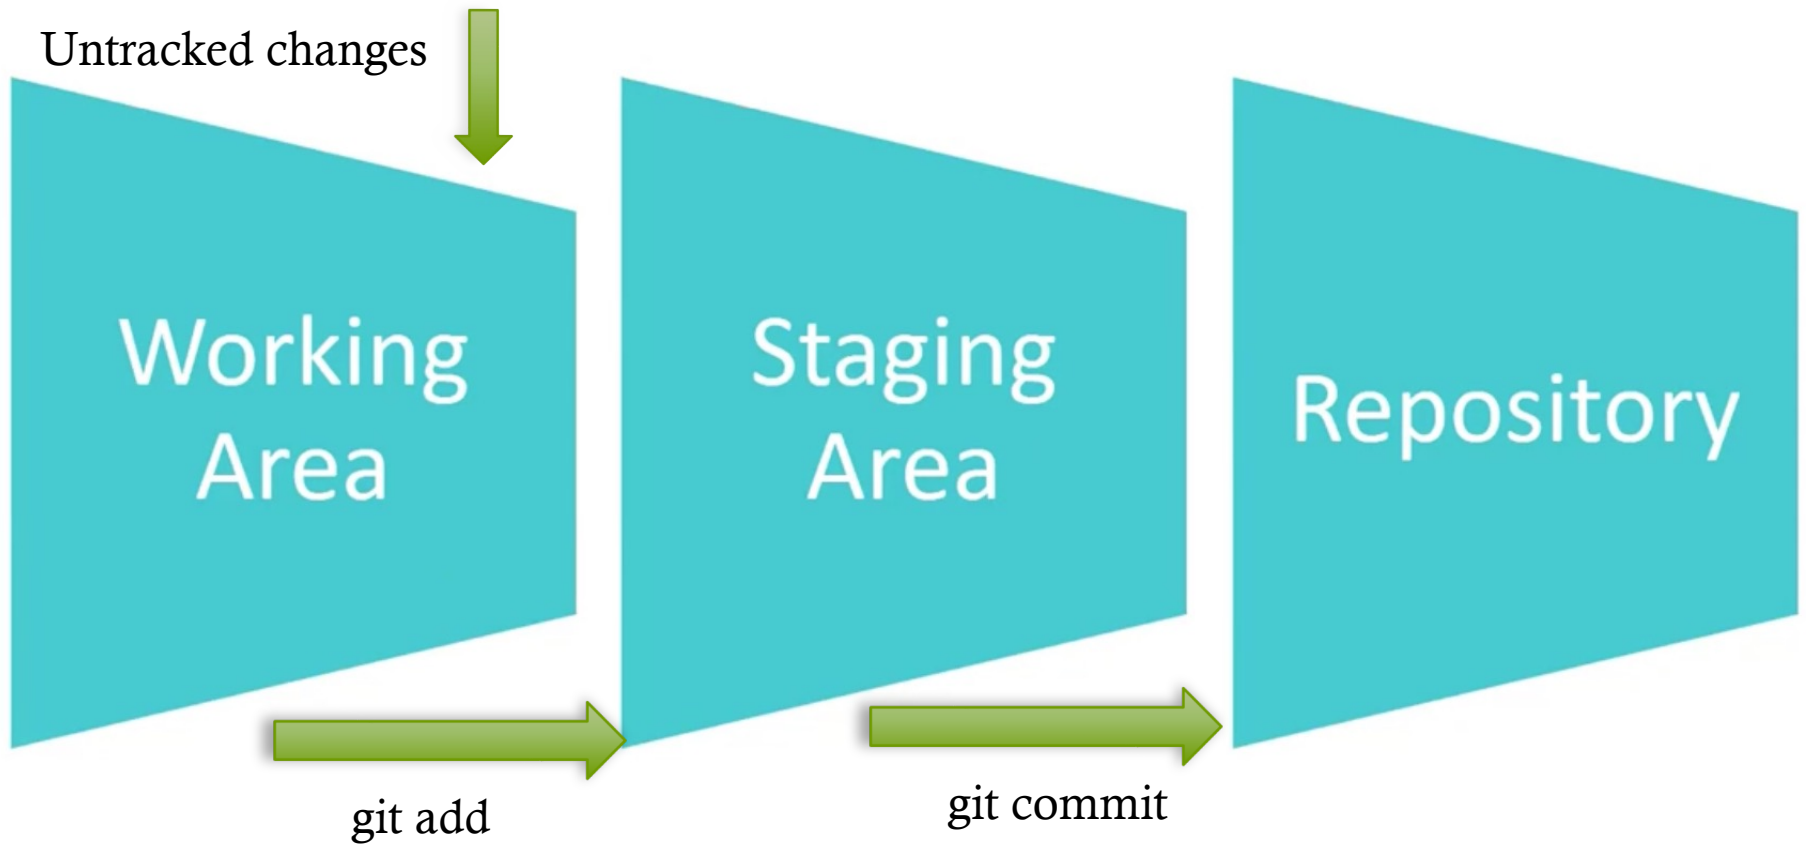 Untracked changes
Working
Area
Staging
Area
Repository
git add
git commit